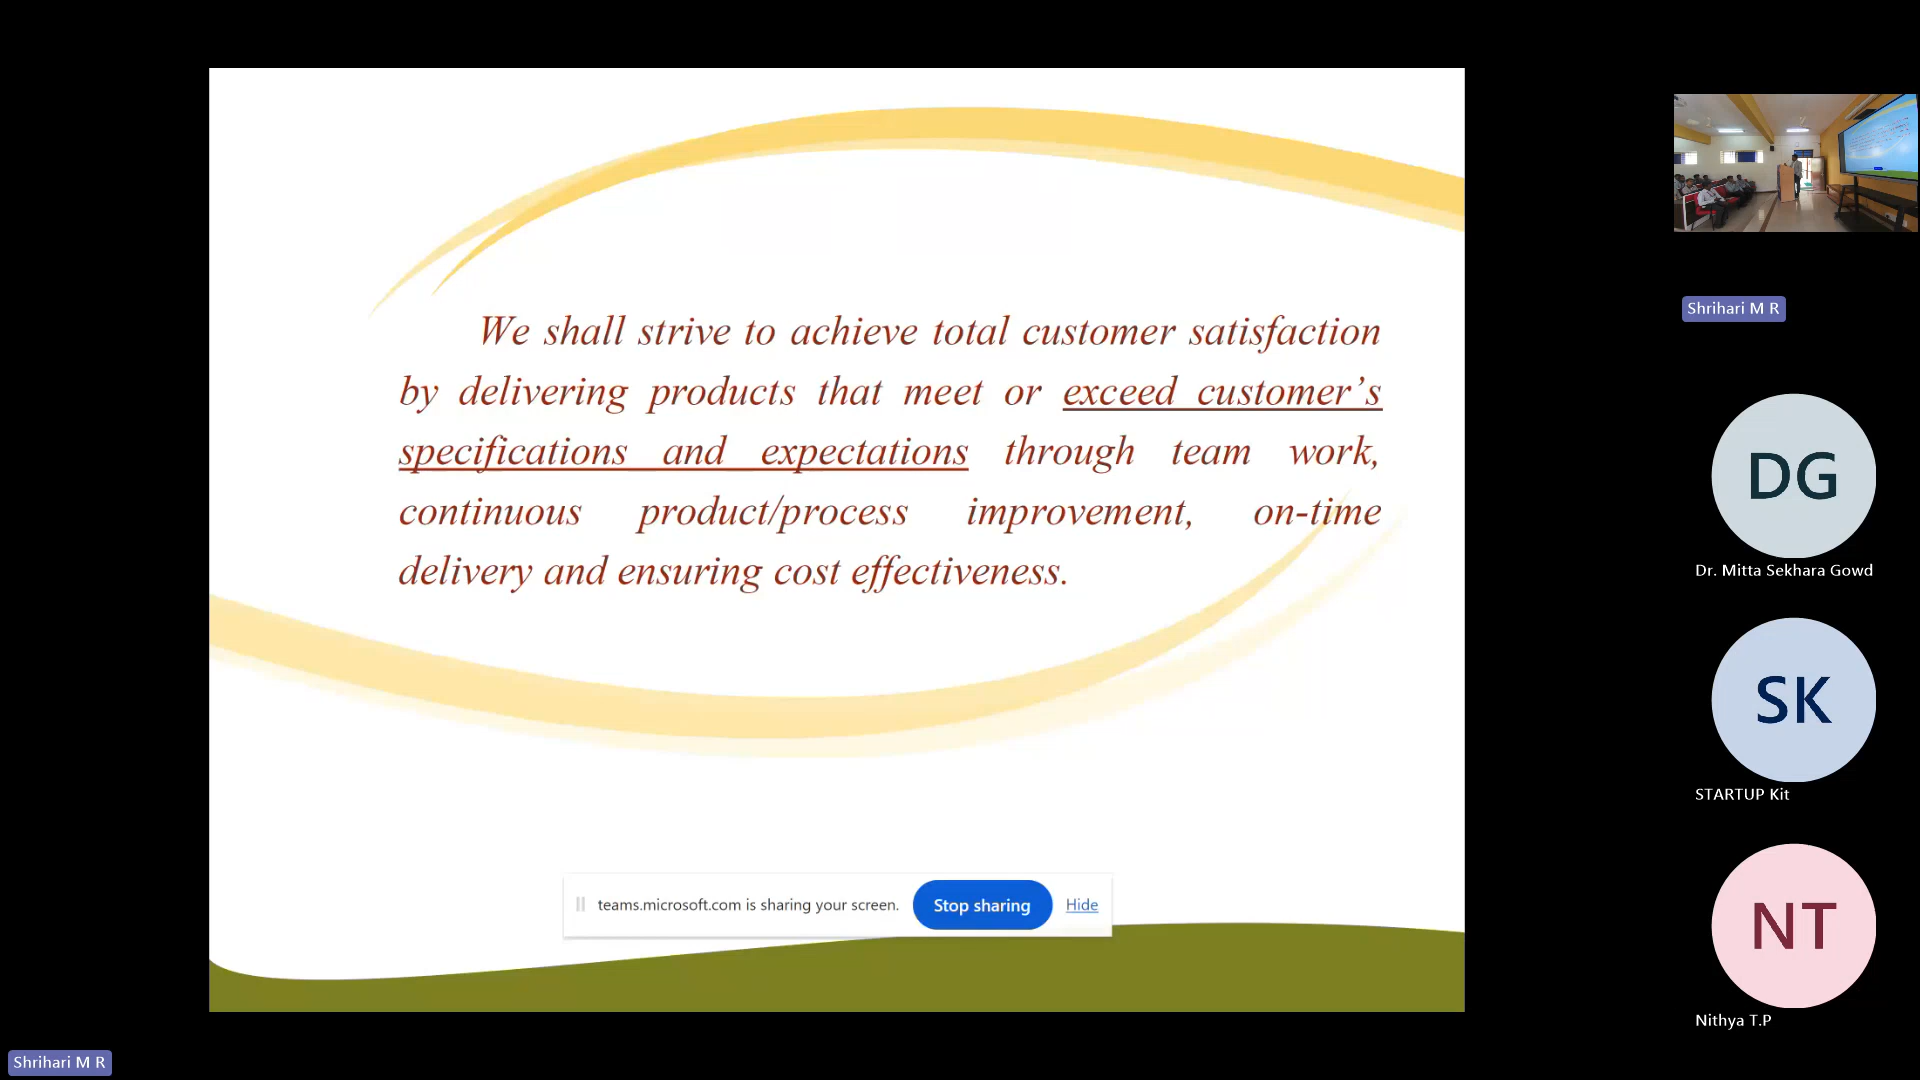 We shall strive to achieve total customer satisfaction
by delivering products that meet or exceed customer’s
specifications and expectations through team work,
continuous product/process improvement, on-time
delivery and ensuring cost effectiveness.
teams.microsoft.com is sharing your screen. Stop sharing Hide
Shrihari M R
Shrihari M R
DG
Dr. Mitta Sekhara Gowd
SK
STARTUP Kit
NT
Nithya T.P